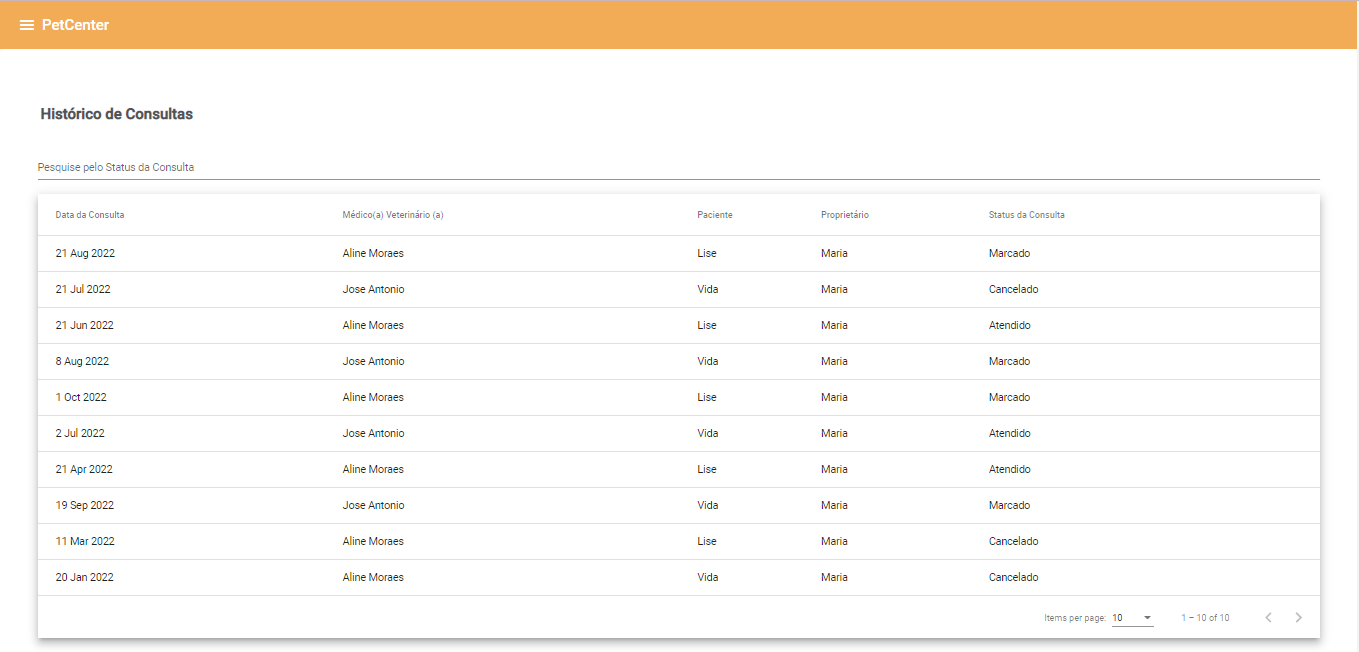 PetCenter
Histórico de Consultas
Pesquise pelo Status da Consulta
Data da Consulta Médico(a) Veterinário (a) Paciente Proprietário Status da Consulta
21 Aug 2022 Aline Moraes Lise Maria Marcado
21 Jul 2022 Jose Antonio Vida Maria Cancelado
21 Jun 2022 Aline Moraes Lise Maria Atendido
8 Aug 2022 Jose Antonio Vida Maria Marcado
1 Oct 2022 Aline Moraes Lise Maria Marcado
2 Jul 2022 Jose Antonio Vida Maria Atendido
21 Apr 2022 Aline Moraes Lise Maria Atendido
19 Sep 2022 Jose Antonio Vida Maria Marcado
11 Mar 2022 Aline Moraes Lise Maria Cancelado
20 Jan 2022 Aline Moraes Vida Maria Cancelado
Items per page: 10 1 – 10 of 10